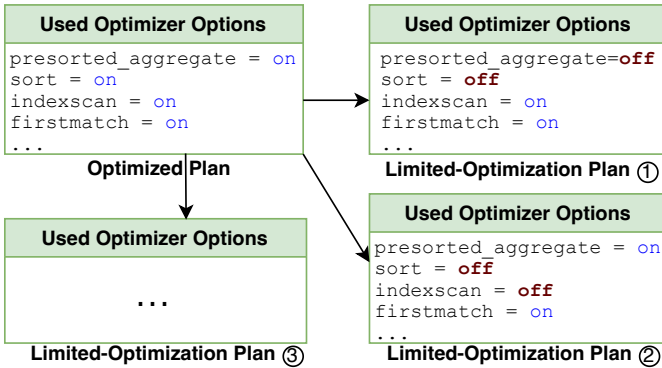 Used Optimizer Options
presorted_aggregate = on
sort = on
indexscan = on
firstmatch = on
...
Optimized Plan
Used Optimizer Options
presorted_aggregate=off
sort = off
indexscan = on
firstmatch = on
...
Limited-Optimization Plan ①
Used Optimizer Options
...
Limited-Optimization Plan ③
Used Optimizer Options
presorted_aggregate = on
sort = off
indexscan = off
firstmatch = on
...
Limited-Optimization Plan ②